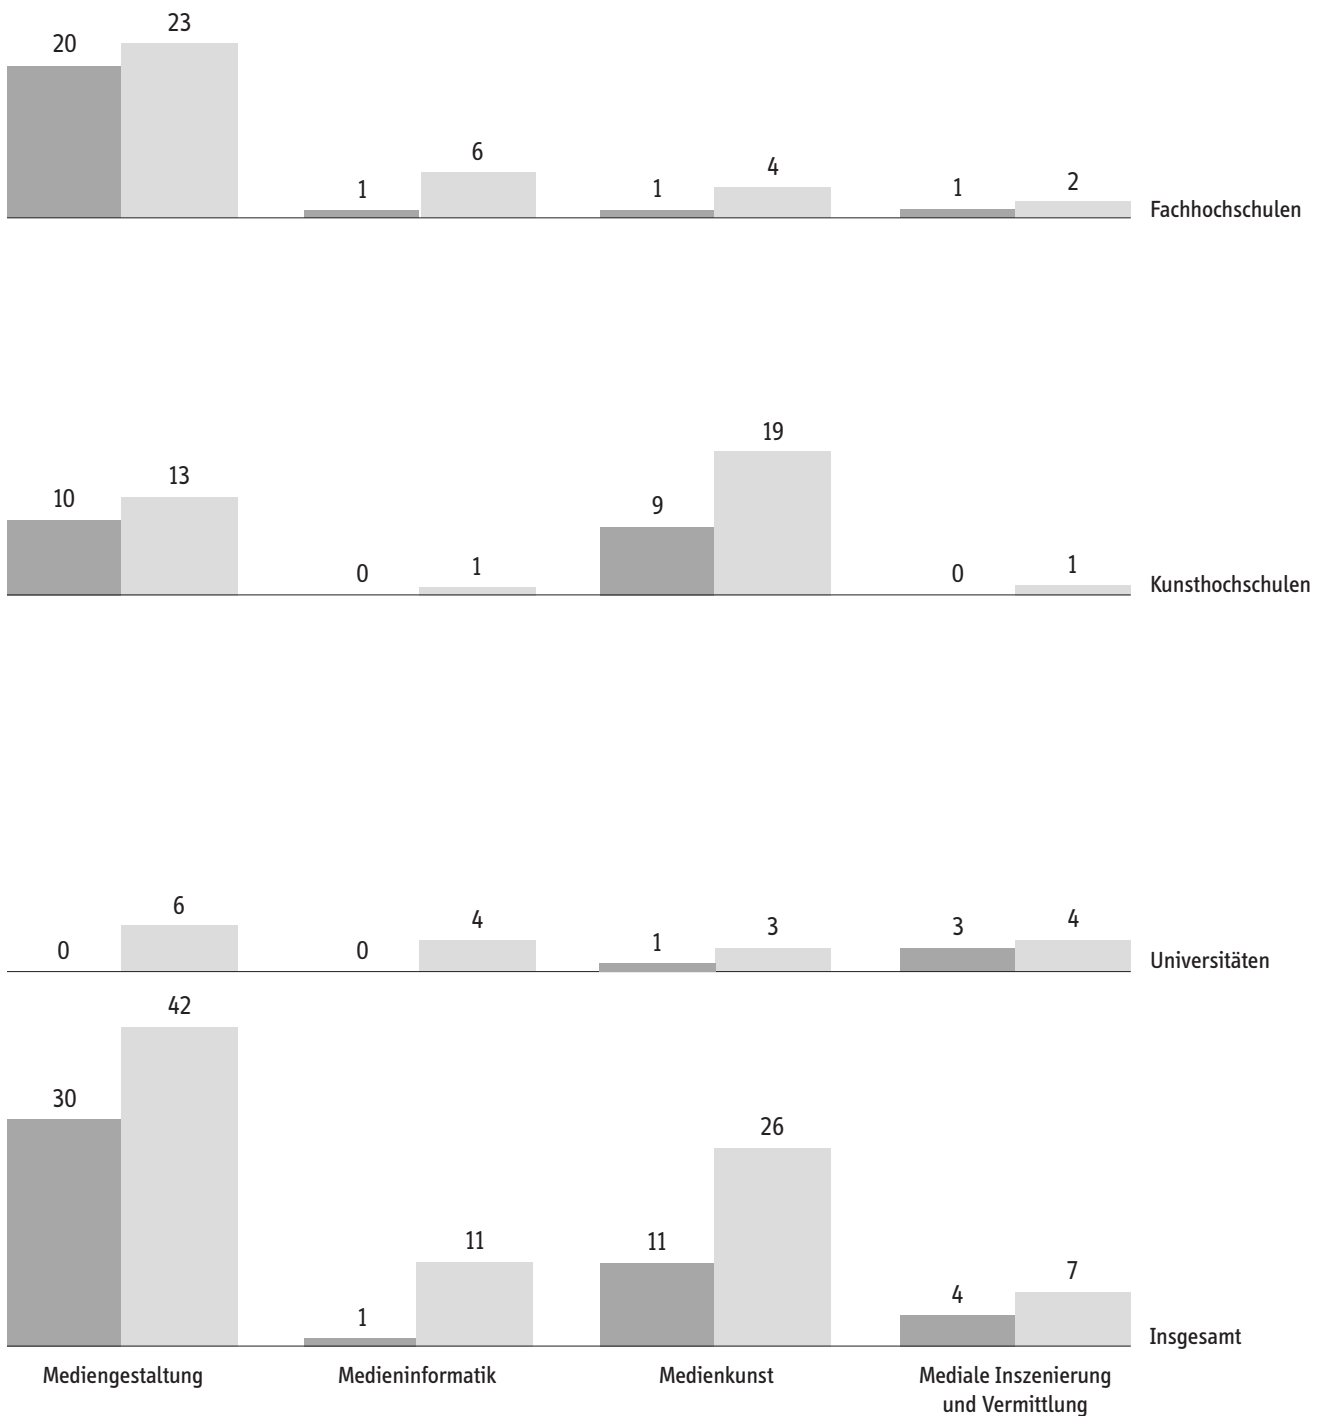 20 23
1 6
1 4
1 2
Fachhochschulen
10 13
0 1
9 19
0 1
Kunsthochschulen
0 6
0 4
1 3
3 4
Universitäten
30 42
1 11
11 26
4 7
Insgesamt
Mediengestaltung
Medieninformatik
Medienkunst
Mediale Inszenierung
und Vermittlung